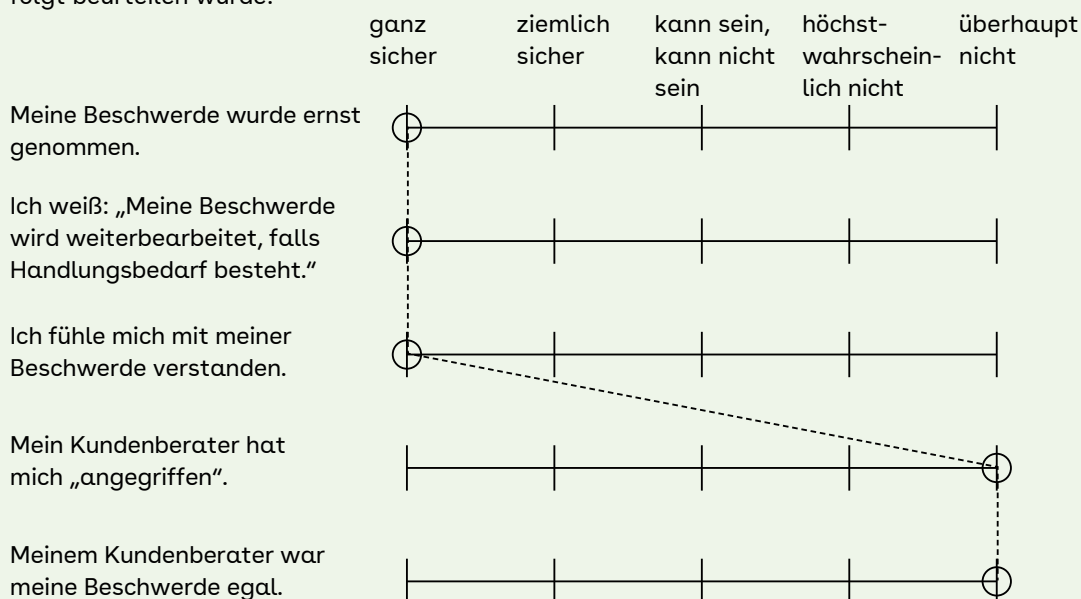 folgt beurteilen würde:
ganz sicher
ziemlich sicher
kann sein, kann nicht sein
höchst-
wahrschein-
lich nicht
überhaupt nicht
Meine Beschwerde wurde ernst
genommen.
Ich weiß: „Meine Beschwerde
wird weiterbearbeitet, falls
Handlungsbedarf besteht.“
Ich fühle mich mit meiner
Beschwerde verstanden.
Mein Kundenberater hat
mich „angegriffen“.
Meinem Kundenberater war
meine Beschwerde egal.